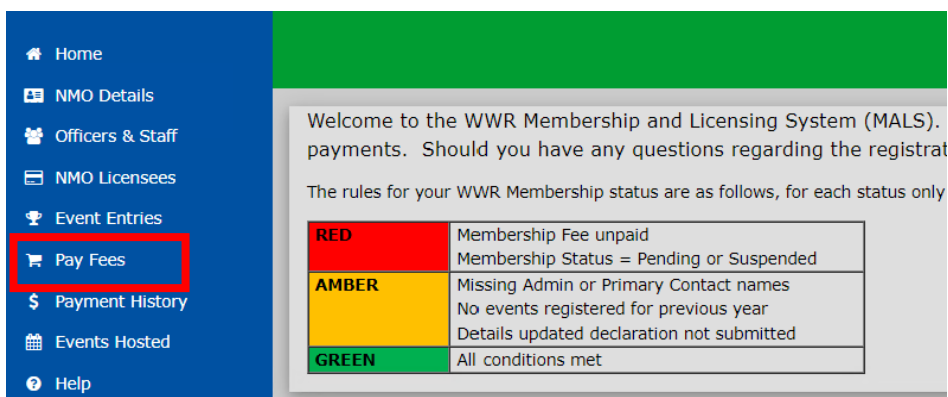 Home
NMO Details
Officers & Staff
NMO Licensees
Event Entries
Pay Fees
Payment History
Events Hosted
Help
Welcome to the WWR Membership and Licensing System (MALS).
payments. Should you have any questions regarding the registrat
The rules for your WWR Membership status are as follows, for each status only
RED Membership Fee unpaid
Membership Status = Pending or Suspended
AMBER Missing Admin or Primary Contact names
No events registered for previous year
Details updated declaration not submitted
GREEN All conditions met